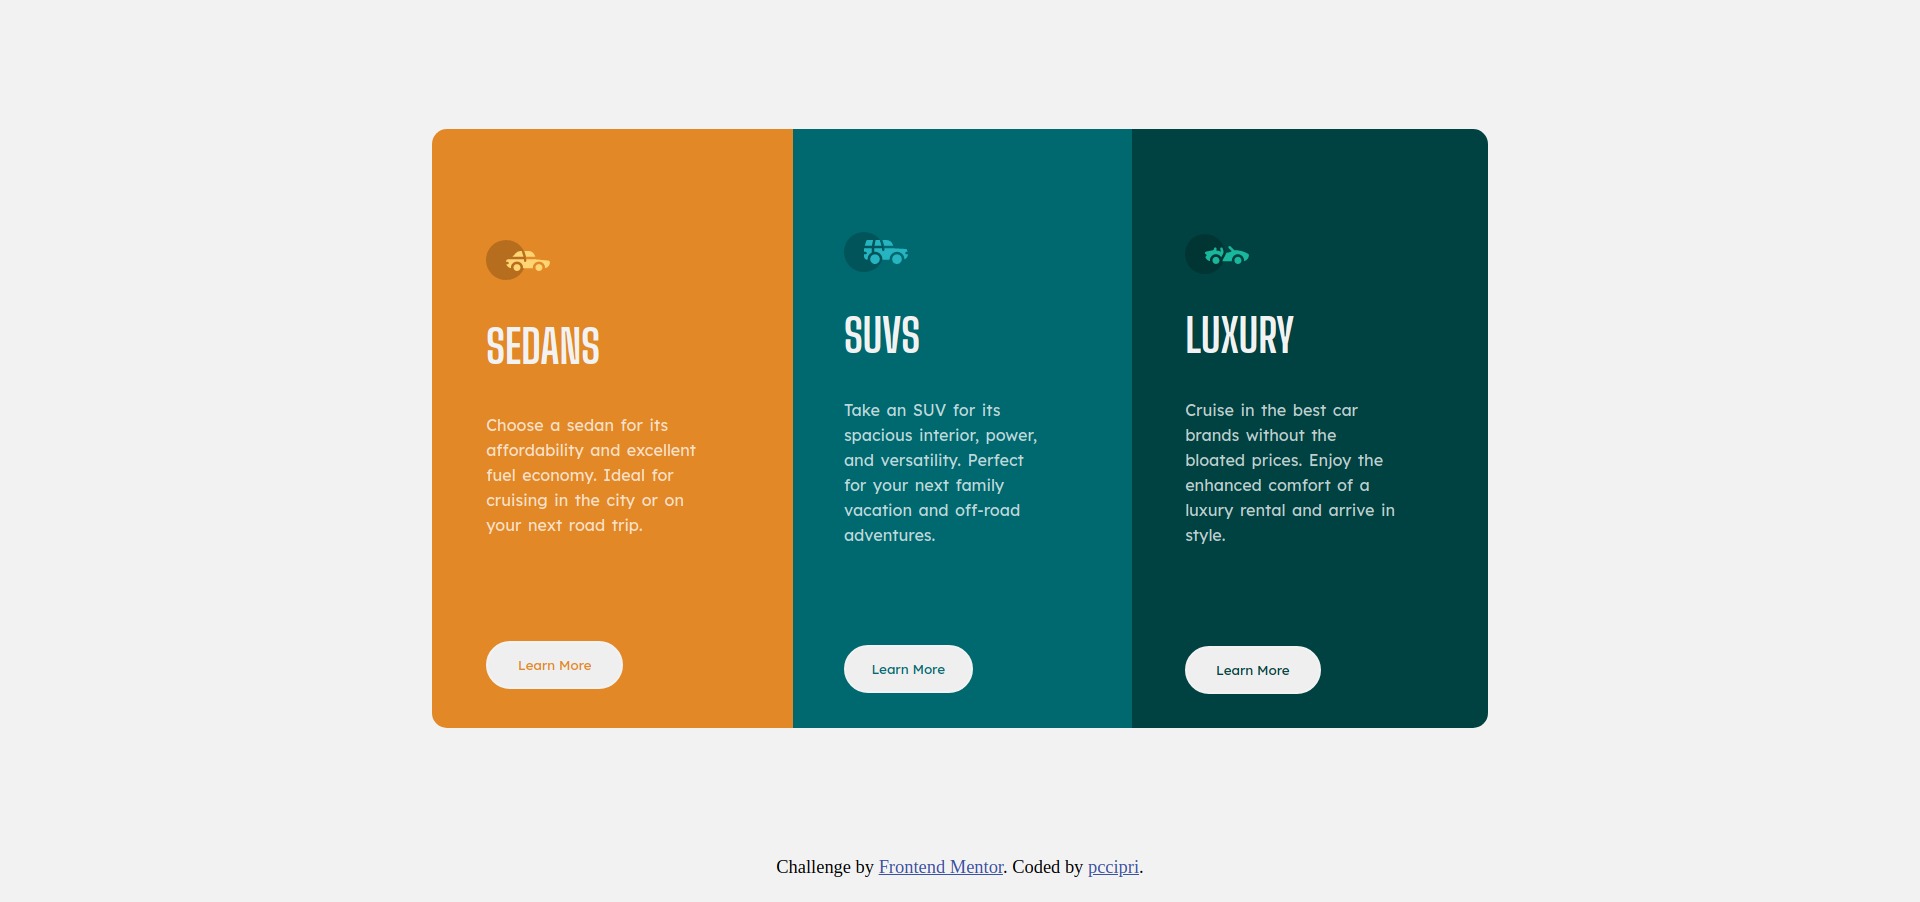 SEDANS
Choose a sedan for its
affordability and excellent
fuel economy. Ideal for
cruising in the city or on
your next road trip.
Learn More
SUVS
Take an SUV for its
spacious interior, power,
and versatility. Perfect
for your next family
vacation and off-road
adventures.
Learn More
LUXURY
Cruise in the best car
brands without the
bloated prices. Enjoy the
enhanced comfort of a
luxury rental and arrive in
style.
Learn More
Challenge by Frontend Mentor. Coded by pccipri.